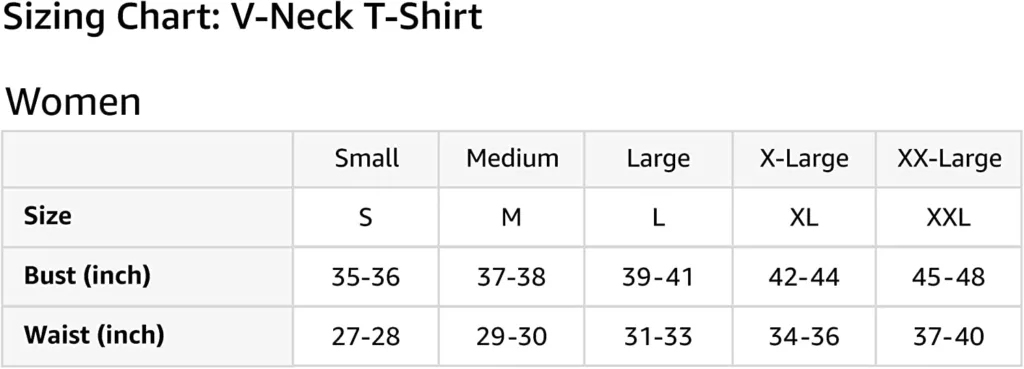 Sizing Chart: V-Neck T-Shirt
Women
Small Medium Large X-Large XX-Large
Size S M L XL XXL
Bust (inch) 35-36 37-38 39-41 42-44 45-48
Waist (inch) 27-28 29-30 31-33 34-36 37-40